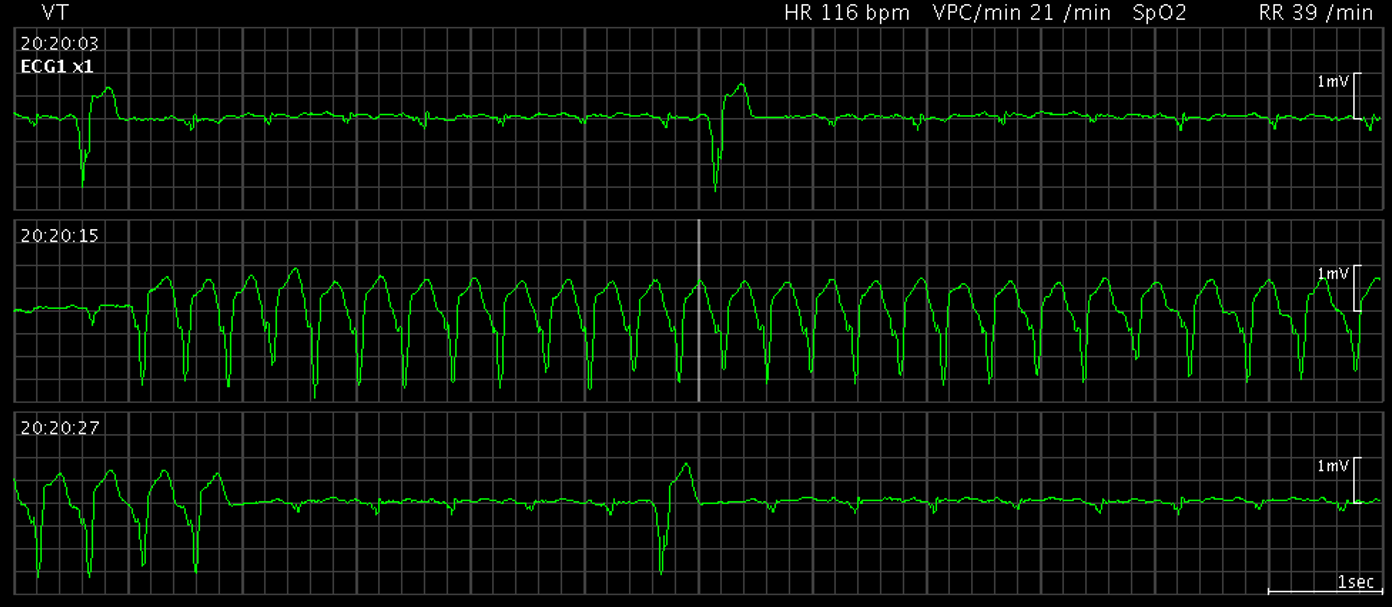 VT HR 116 bpm VPC/min 21 /min SpO2 RR 39 /min
20:20:03
ECG1 x1
1mV
20:20:15
1mV
20:20:27
1mV
1sec